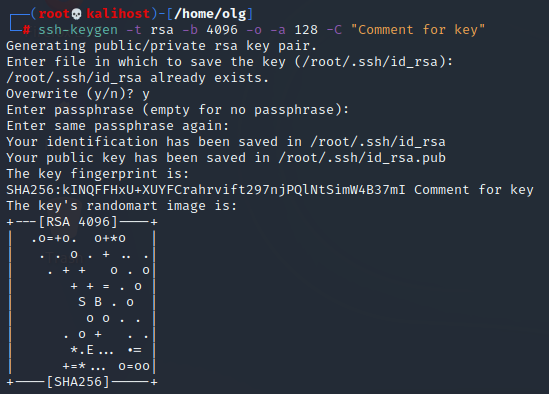 ┌──(root💀kalihost)-[/home/olg]
└─# ssh-keygen -t rsa -b 4096 -o -a 128 -C "Comment for key"
Generating public/private rsa key pair.
Enter file in which to save the key (/root/.ssh/id_rsa):
/root/.ssh/id_rsa already exists.
Overwrite (y/n)? y
Enter passphrase (empty for no passphrase):
Enter same passphrase again:
Your identification has been saved in /root/.ssh/id_rsa
Your public key has been saved in /root/.ssh/id_rsa.pub
The key fingerprint is:
SHA256:kINQFFHxU+XUYFCrahrvift297njPQlNtSimW4B37mI Comment for key
The key's randomart image is:
+---[RSA 4096]----+
|  .o=+o.  o+*o   |
|   . . o . + .. .|
|    . + +   o . o|
|       + + = . o |
|        S B . o  |
|         o o . . |
|      . o +   . .|
|       *.E... += |
|      +=*... o=oo|
+----[SHA256]-----+